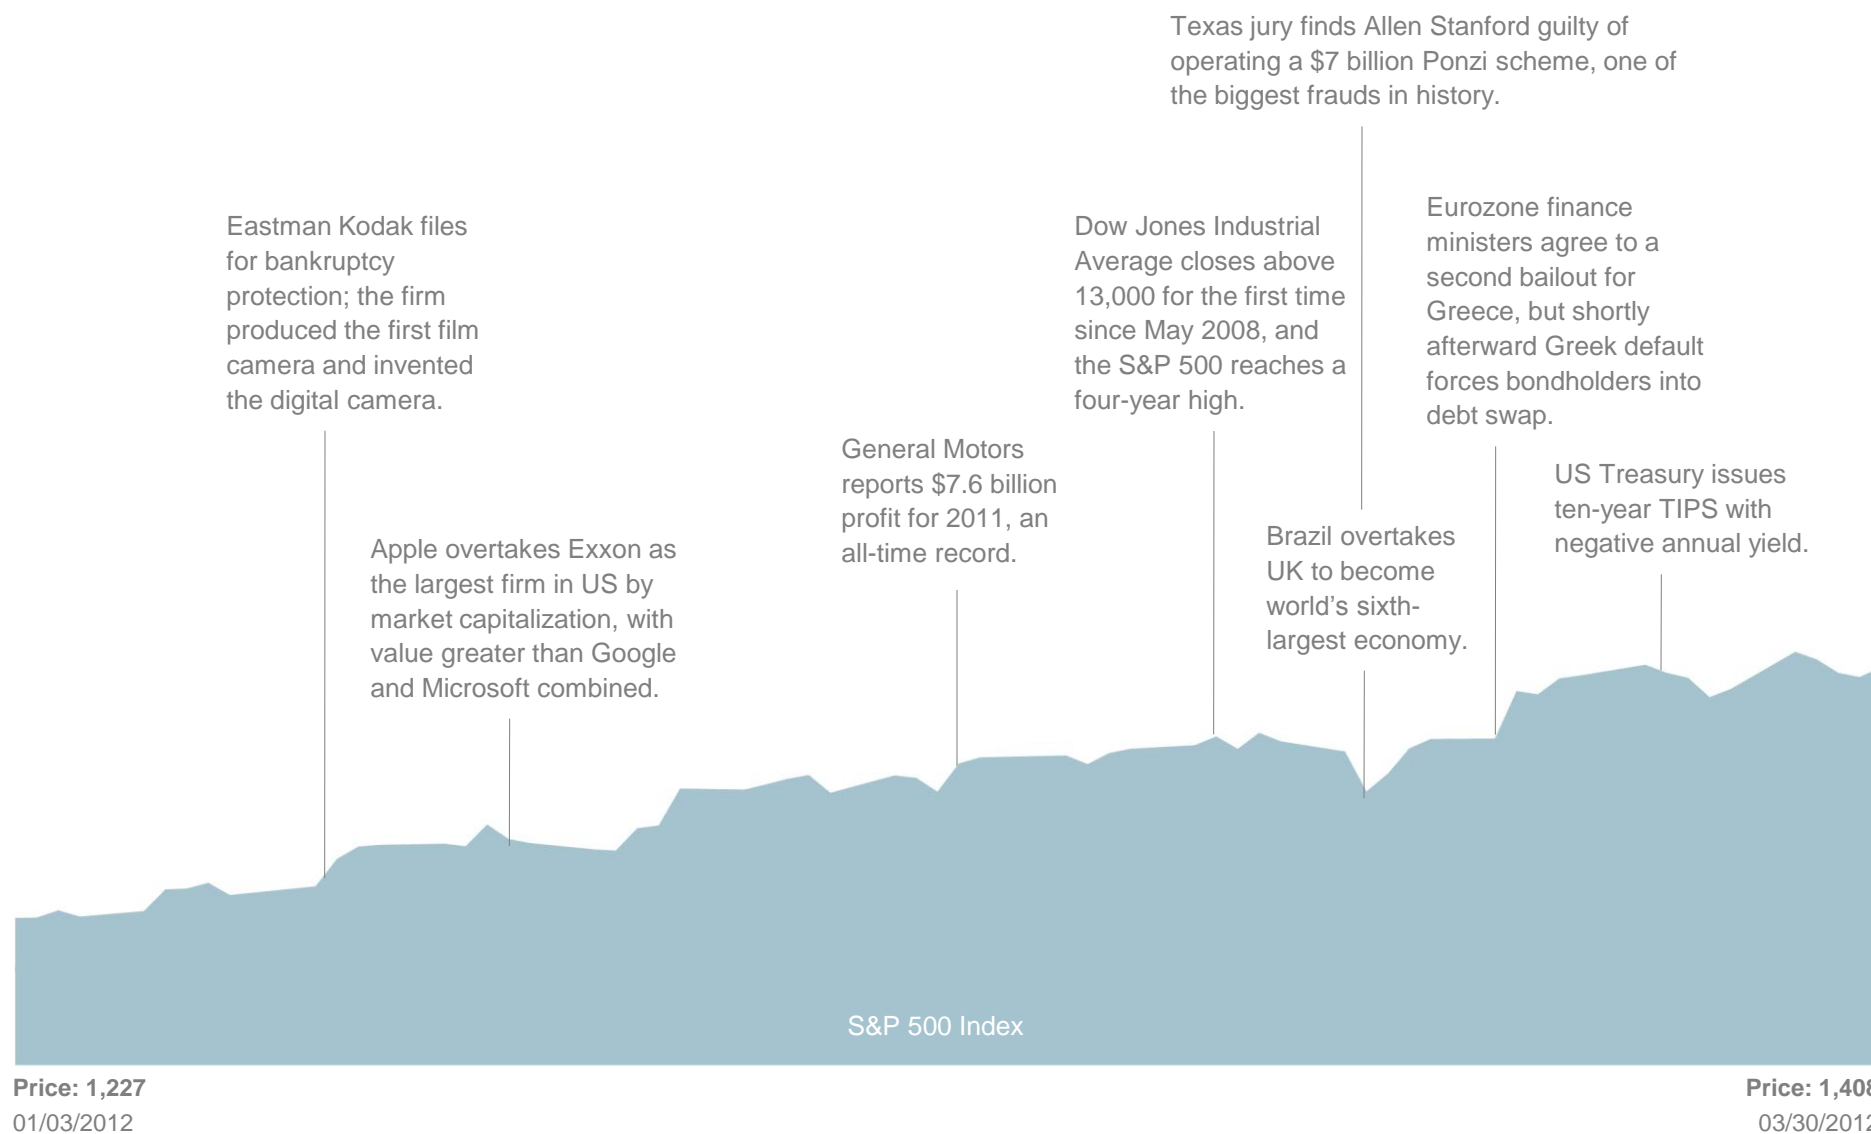 Texas jury finds Allen Stanford guilty of
operating a $7 billion Ponzi scheme, one of
the biggest frauds in history.
Eastman Kodak files
for bankruptcy
protection; the firm
produced the first film
camera and invented
the digital camera.
Apple overtakes Exxon as
the largest firm in US by
market capitalization, with
value greater than Google
and Microsoft combined.
General Motors
reports $7.6 billion
profit for 2011, an
all-time record.
Dow Jones Industrial
Average closes above
13,000 for the first time
since May 2008, and
the S&P 500 reaches a
four-year high.
Brazil overtakes
UK to become
world’s sixth-
largest economy.
Eurozone finance
ministers agree to a
second bailout for
Greece, but shortly
afterward Greek default
forces bondholders into
debt swap.
US Treasury issues
ten-year TIPS with
negative annual yield.
S&P 500 Index
Price: 1,227
01/03/2012
Price: 1,408
03/30/2012